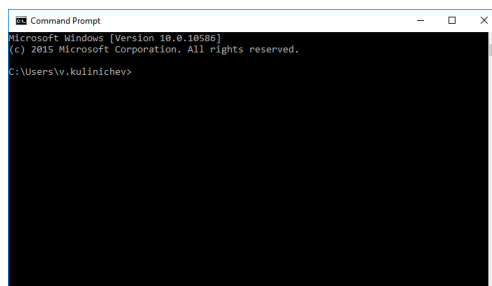 Command Prompt
Microsoft Windows [Version 10.0.10586]
(c) 2015 Microsoft Corporation. All rights reserved.
C:\Users\v.kulinichev>